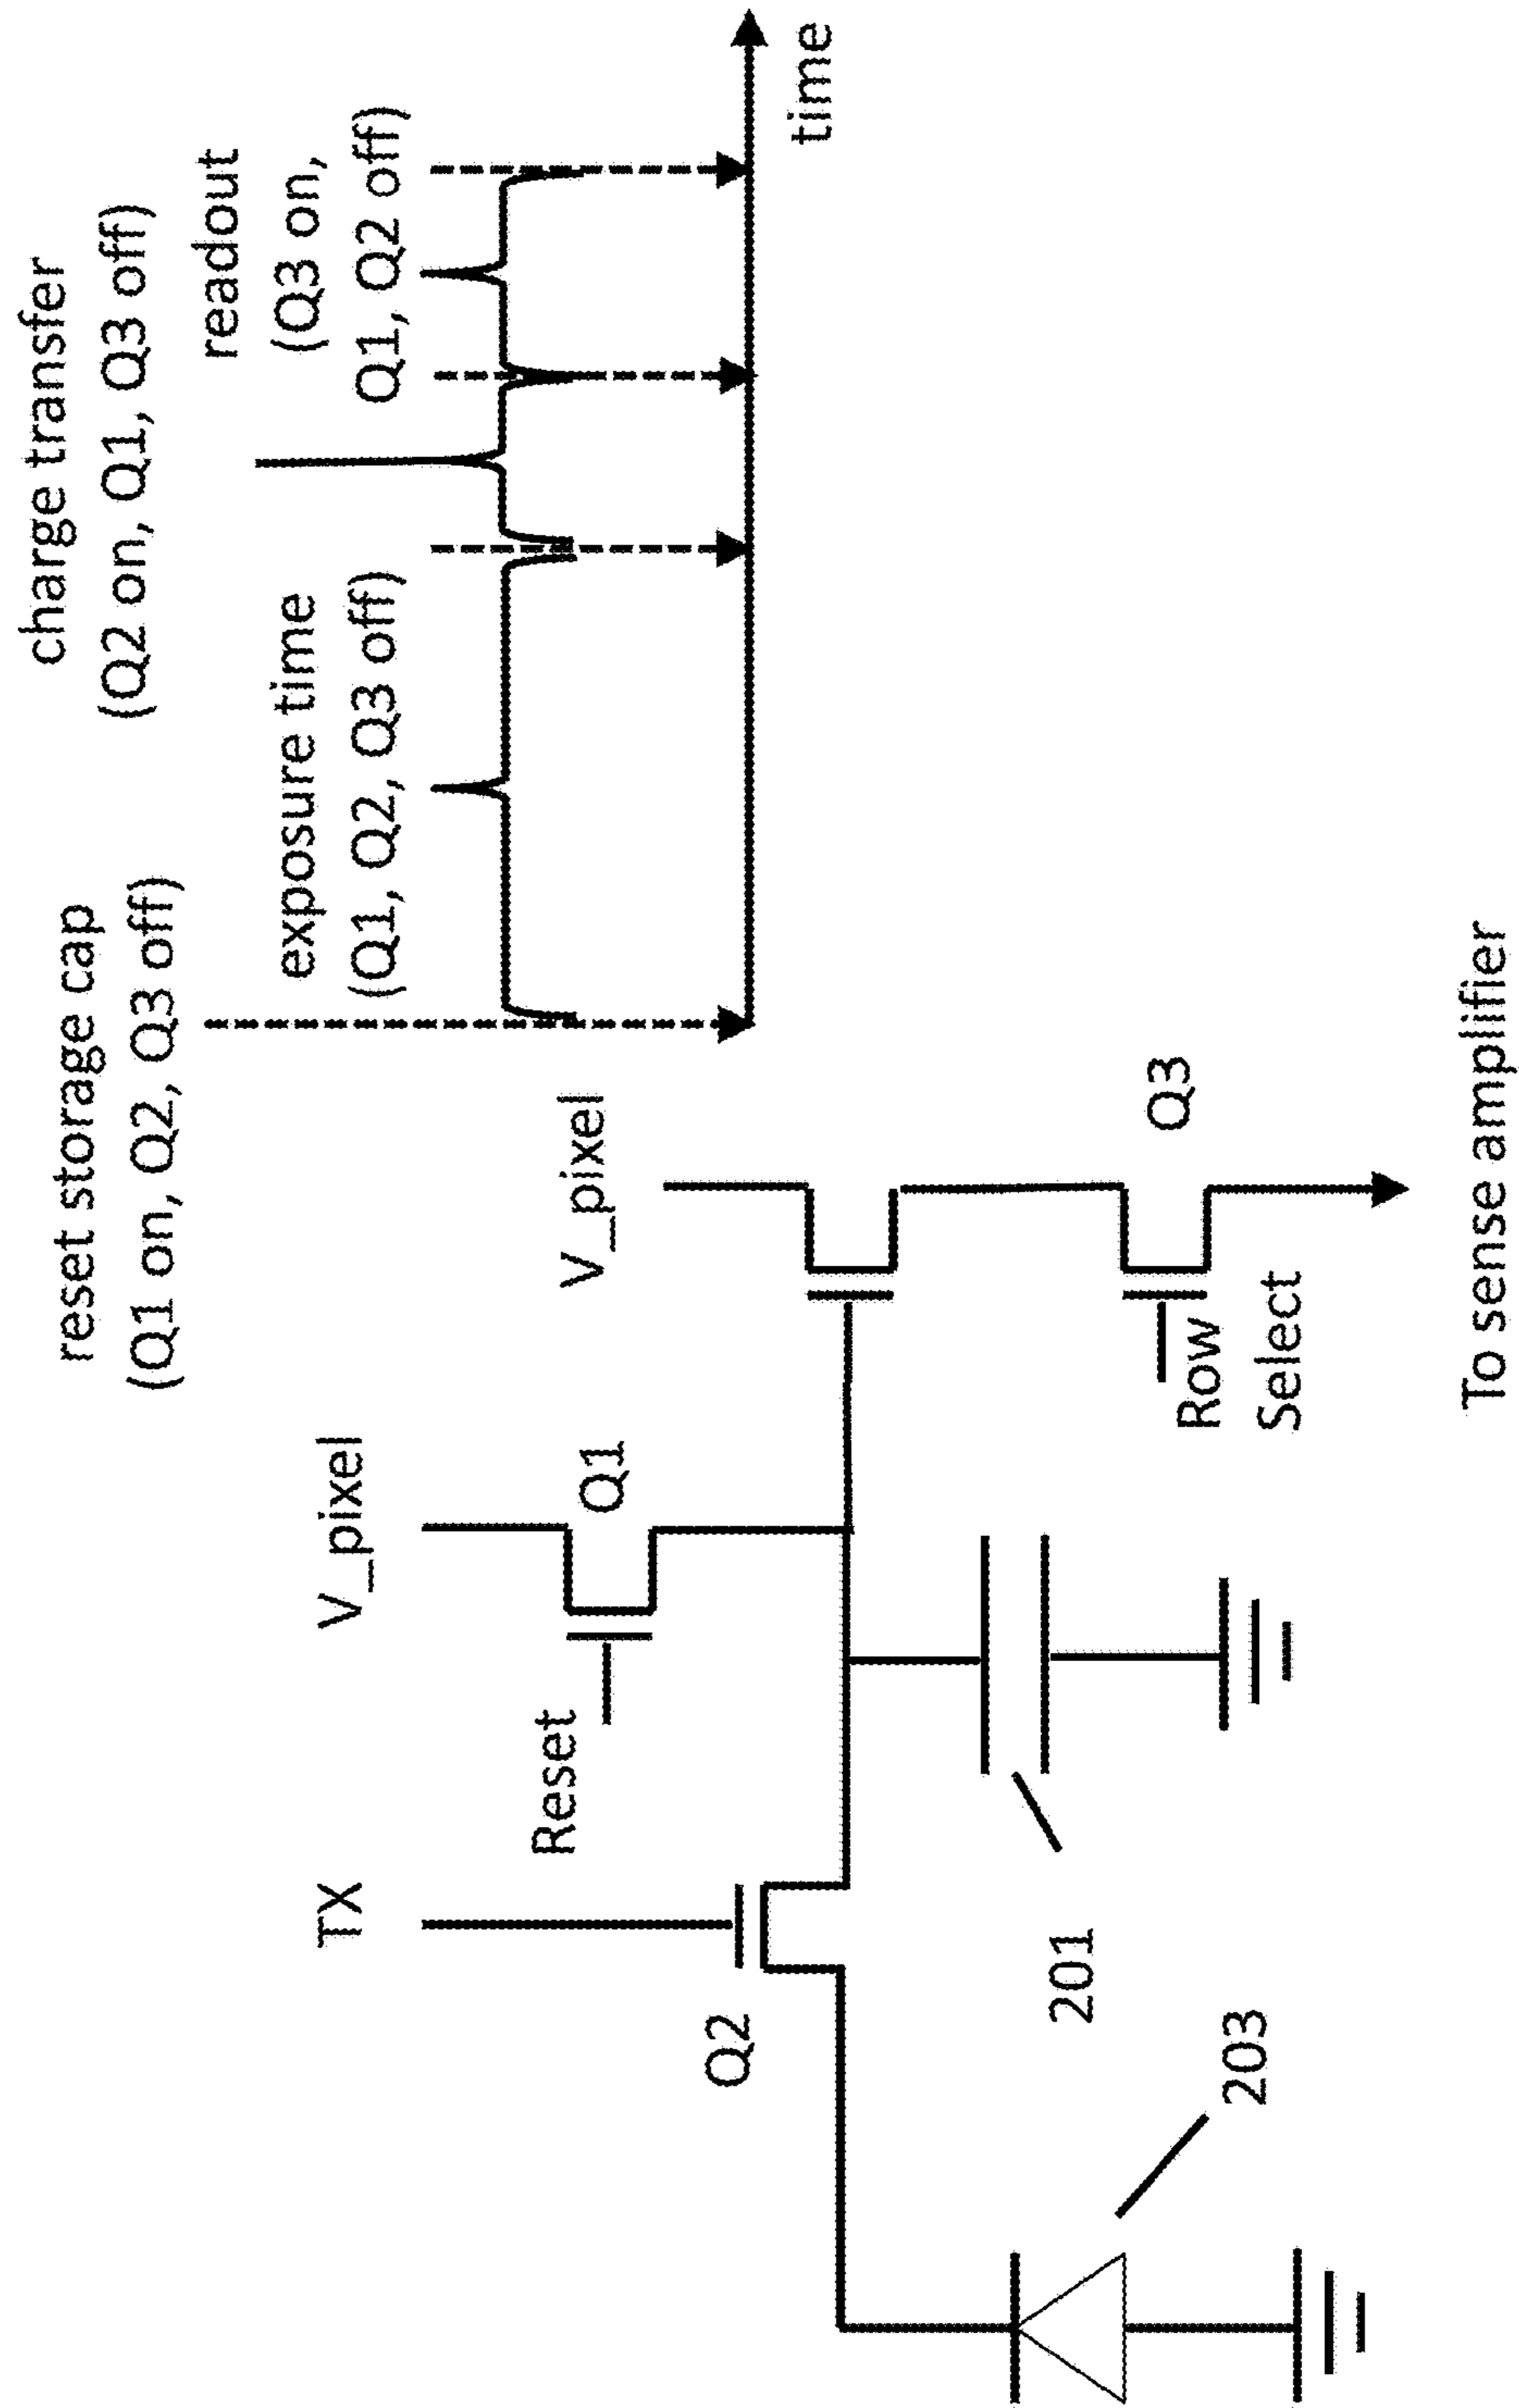 TX
Q2
203
201
Reset
V_pixel
Q1
V_pixel
Row
Select
Q3
To sense amplifier
reset storage cap
(Q1 on, Q2, Q3 off)
exposure time
(Q1, Q2, Q3 off)
charge transfer
(Q2 on, Q1, Q3 off)
readout
(Q3 on,
Q1, Q2 off)
time